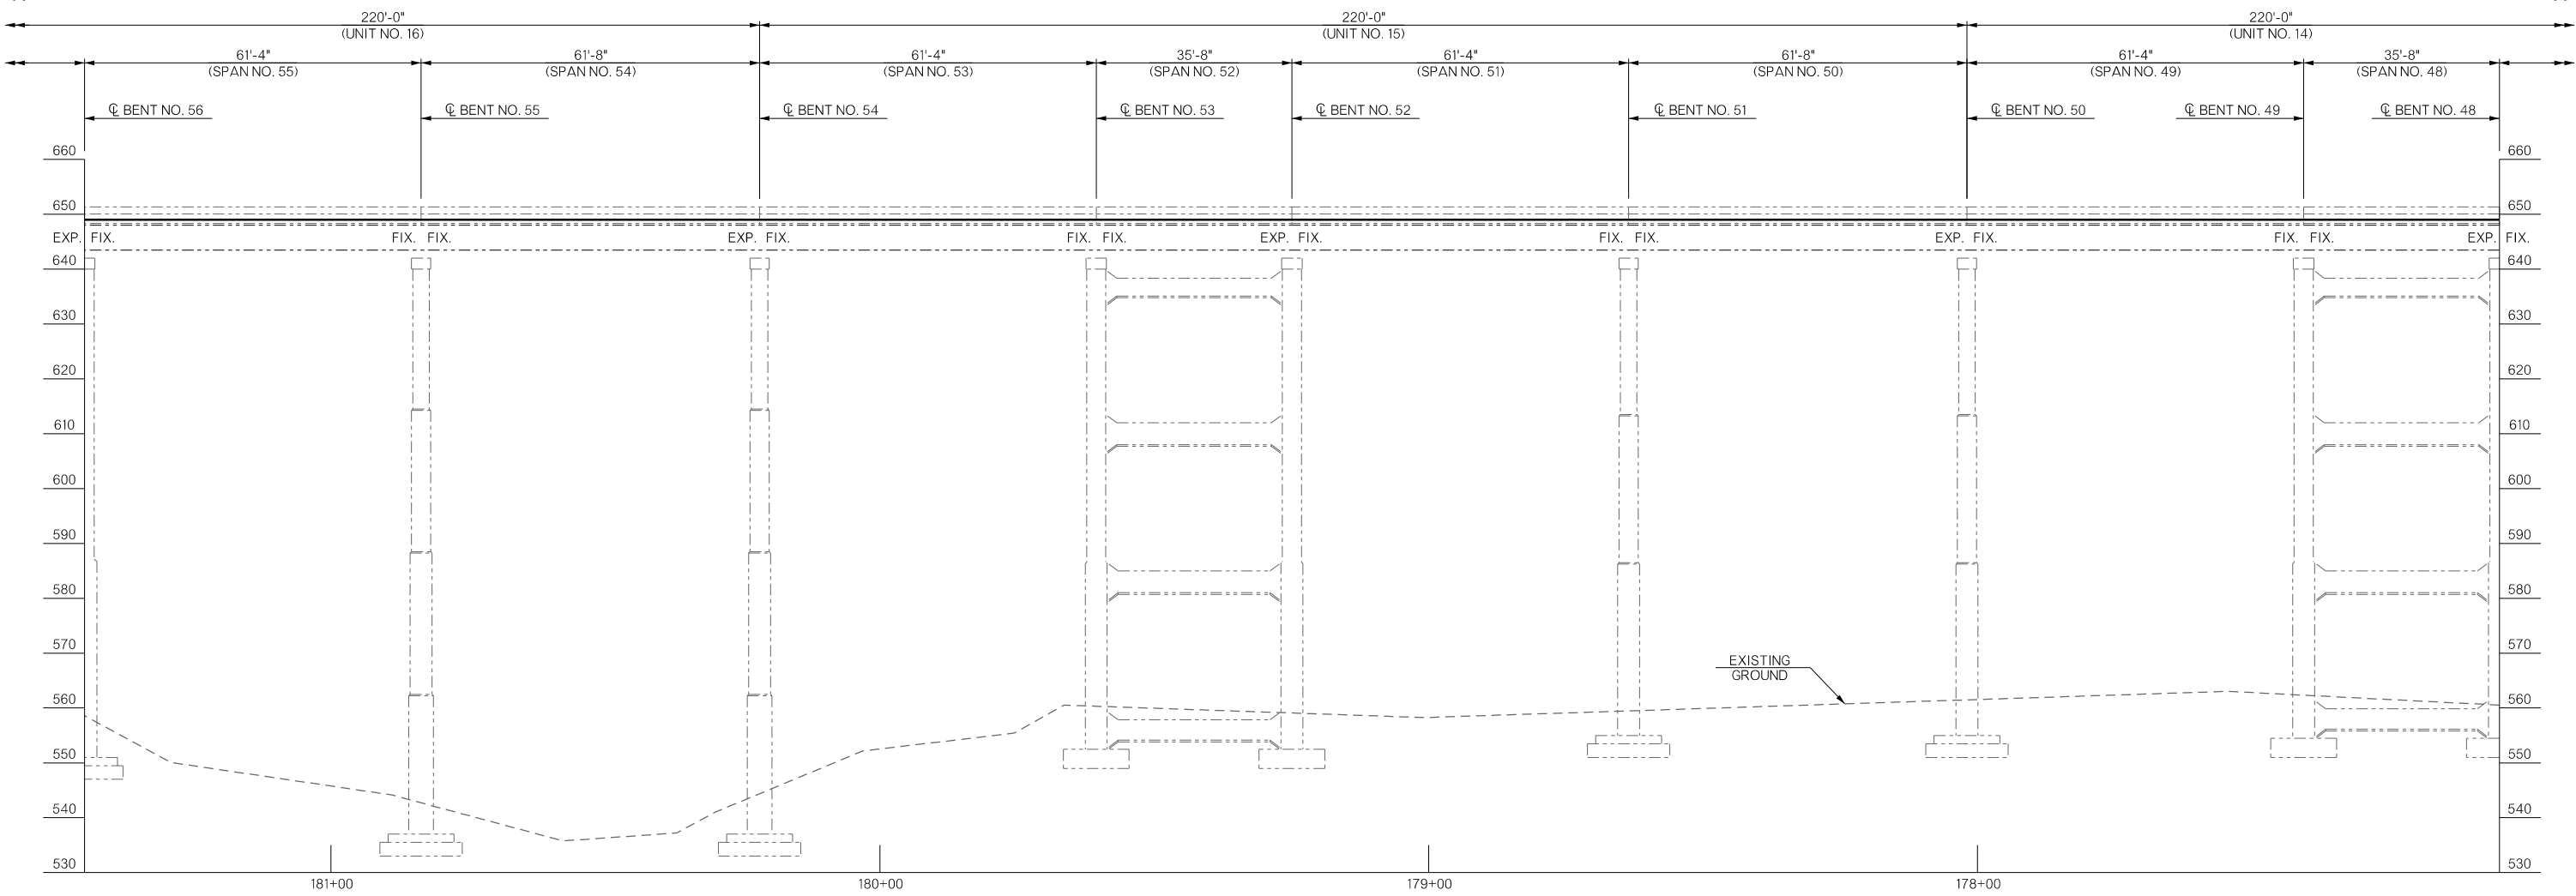 220'-0" 220'-0" 220'-0"
(UNIT NO. 16) (UNIT NO. 15) (UNIT NO. 14)
61'-4" 61'-8" 61'-4" 35'-8" 61'-4" 61'-8" 61'-4" 35'-8"
(SPAN NO. 55) (SPAN NO. 54) (SPAN NO. 53) (SPAN NO. 52) (SPAN NO. 51) (SPAN NO. 50) (SPAN NO. 49) (SPAN NO. 48)
℄ BENT NO. 56 ℄ BENT NO. 55 ℄ BENT NO. 54 ℄ BENT NO. 53 ℄ BENT NO. 52 ℄ BENT NO. 51 ℄ BENT NO. 50 ℄ BENT NO. 49 ℄ BENT NO. 48
660 660
650 650
EXP. FIX. FIX. FIX. EXP. FIX. FIX. FIX. EXP. FIX. FIX. FIX. EXP. FIX. FIX. FIX. EXP. FIX.
640 640
630 630
620 620
610 610
600 600
590 590
580 580
570 570
EXISTING
GROUND
560 560
550 550
540 540
530 530
181+00 180+00 179+00 178+00